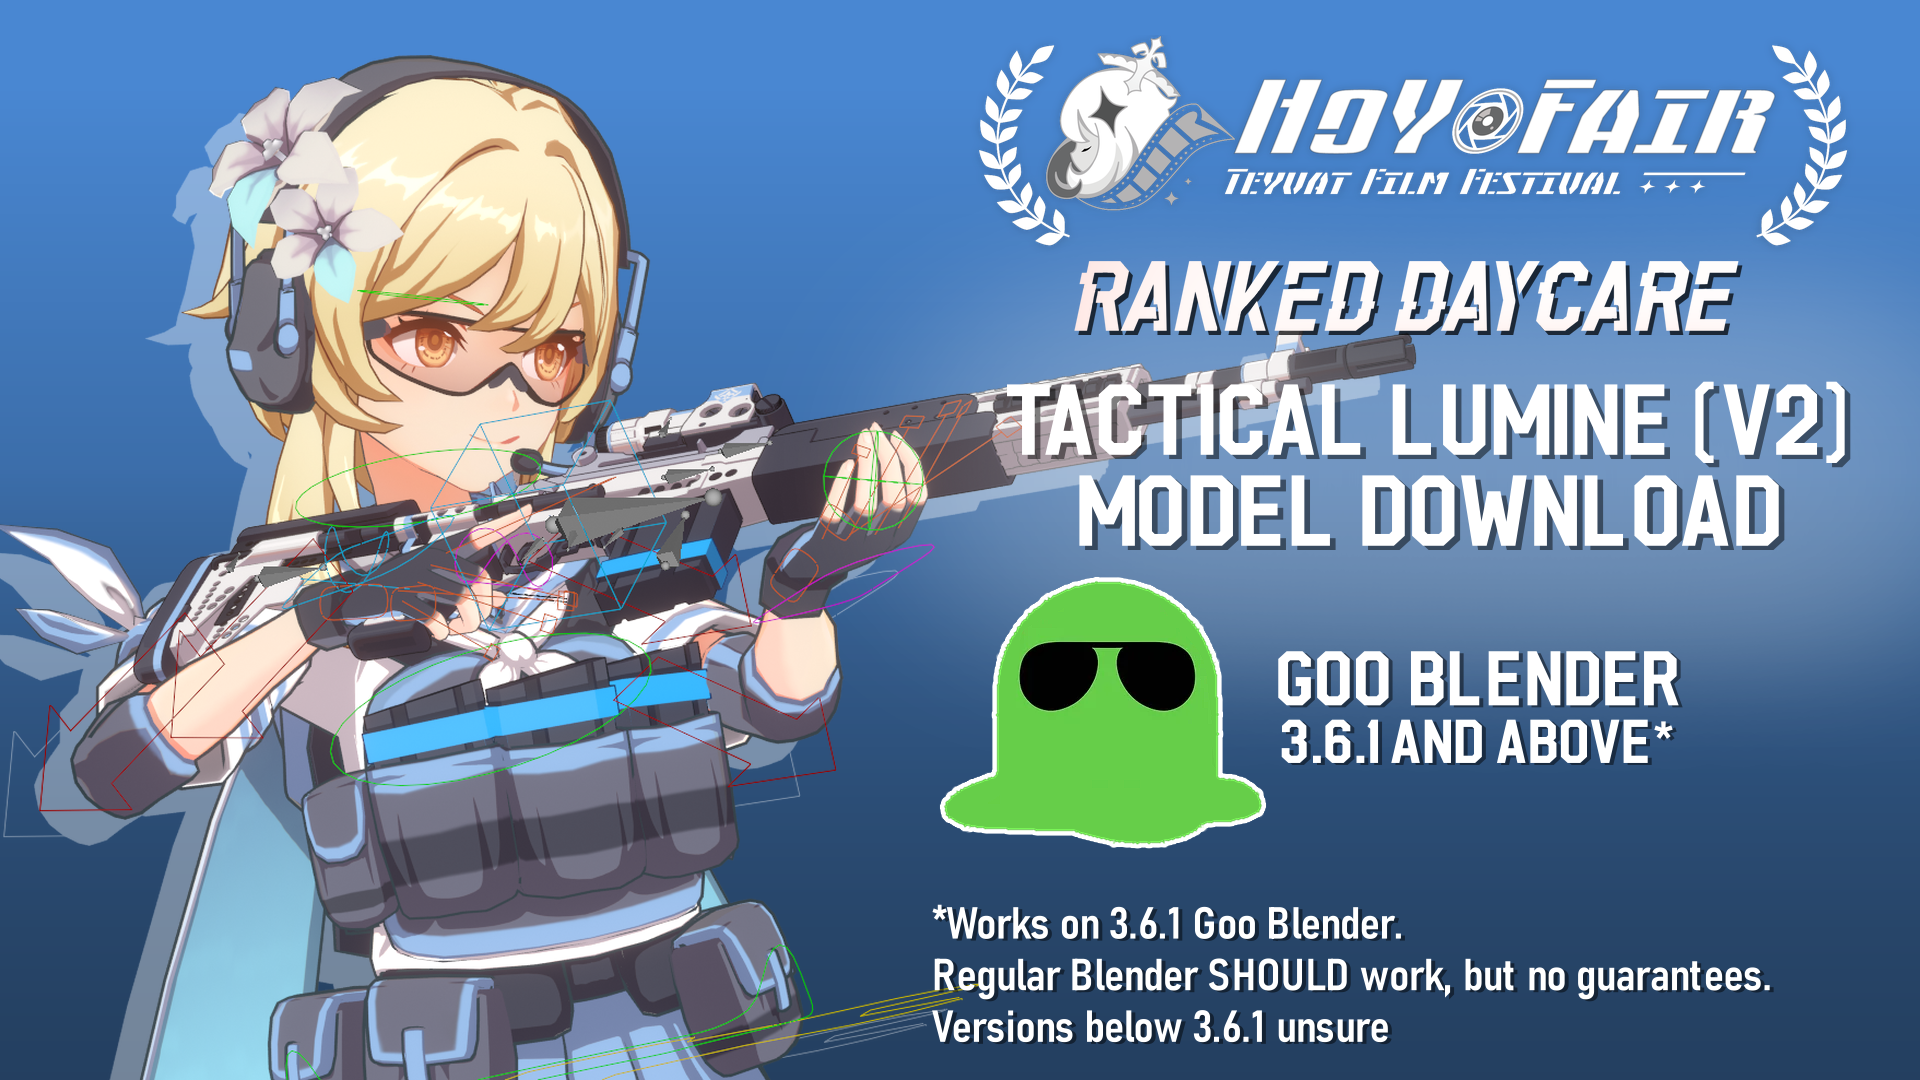 HOYOFAIR
TEYVAT FILM FESTIVAL
RANKED DAYCARE
TACTICAL LUMINE (V2)
MODEL DOWNLOAD
GOO BLENDER
3.6.1 AND ABOVE*
*Works on 3.6.1 Goo Blender.
Regular Blender SHOULD work, but no guarantees.
Versions below 3.6.1 unsure